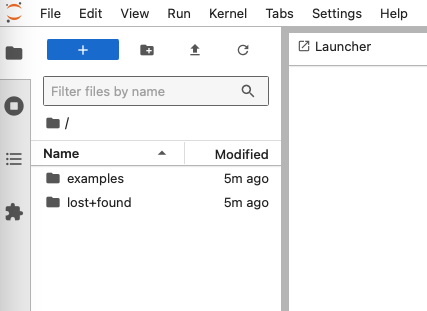 File Edit View Run Kernel Tabs Settings Help
Launcher
Filter files by name
/
Name Modified
examples 5m ago
lost+found 5m ago